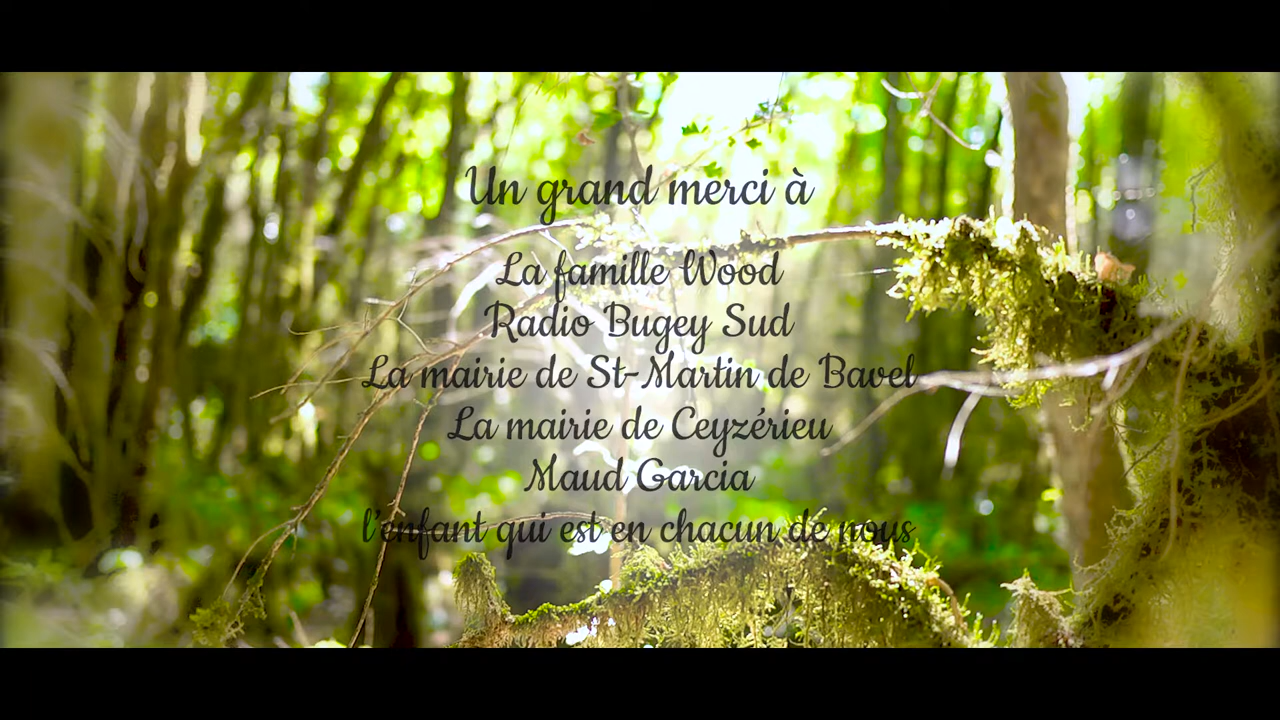 Un grand merci à
La famille Wood
Radio Bugey Sud
La mairie de St-Martin de Bavel
La mairie de Ceyzérieu
Maud Garcia
l'enfant qui est en chacun de nous